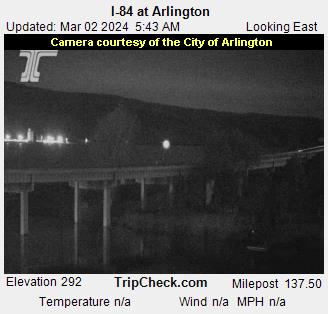 I-84 at Arlington
Updated: Mar 02 2024 5:43 AM Looking East
Camera courtesy of the City of Arlington
Elevation 292 TripCheck.com Milepost 137.50
Temperature n/a Wind n/a MPH n/a